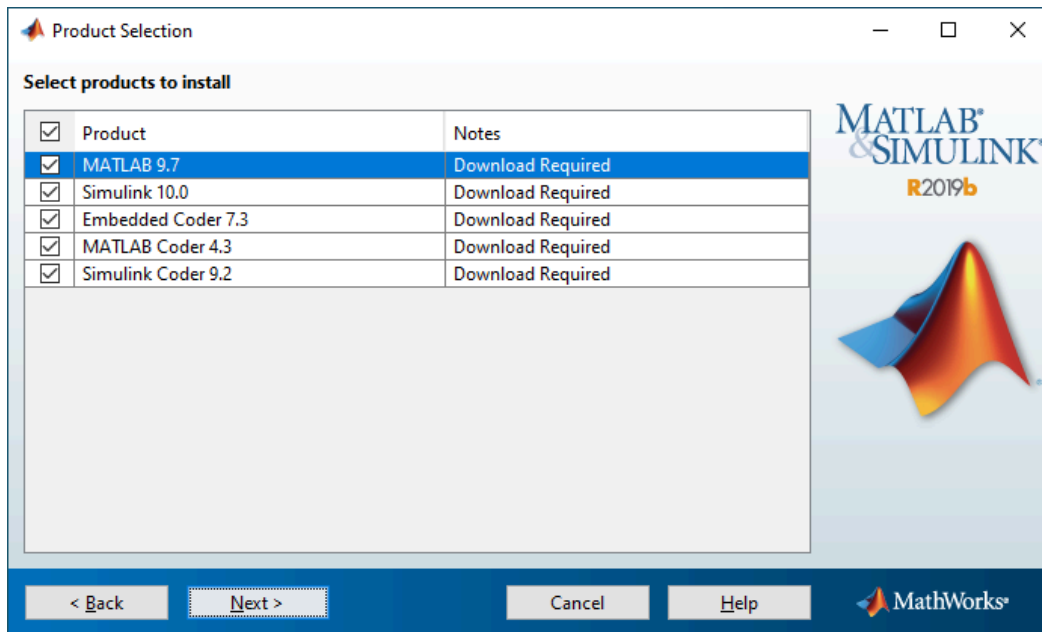 Product Selection
Select products to install
Product Notes
MATLAB 9.7 Download Required
Simulink 10.0 Download Required
Embedded Coder 7.3 Download Required
MATLAB Coder 4.3 Download Required
Simulink Coder 9.2 Download Required
MATLAB®
&SIMULINK®
R2019b
< Back Next > Cancel Help MathWorks®